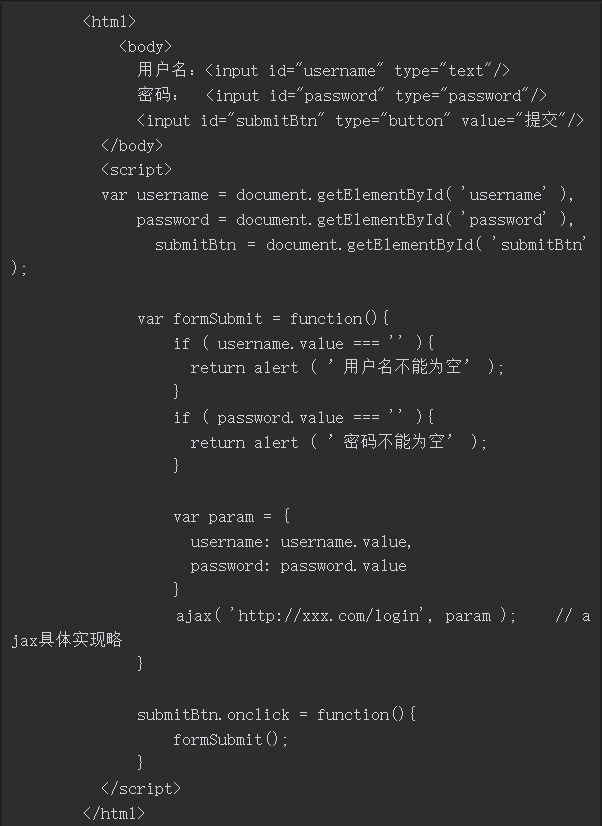 <html>
<body>
用户名：<input id="username" type="text"/>
密码： <input id="password" type="password"/>
<input id="submitBtn" type="button" value="提交"/>
</body>
<script>
var username = document.getElementById( 'username' ),
password = document.getElementById( 'password' ),
submitBtn = document.getElementById( 'submitBtn'
);
var formSubmit = function(){
if ( username.value === '' ){
return alert ( ’用户名不能为空’ );
}
if ( password.value === '' ){
return alert ( ’密码不能为空’ );
}
var param = {
username: username.value,
password: password.value
}
ajax( 'http://xxx.com/login', param ); // a
jax具体实现略
}
submitBtn.onclick = function(){
formSubmit();
}
</script>
</html>